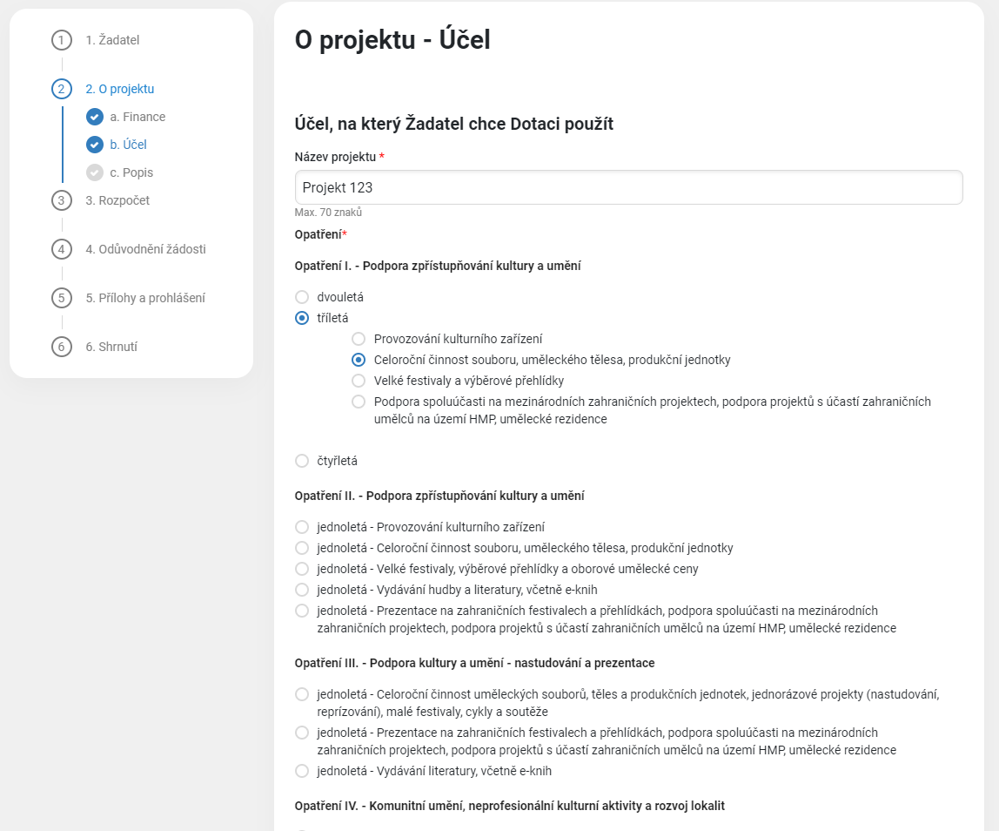 1 1. Žadatel
2 2. O projektu
a. Finance
b. Účel
c. Popis
3 3. Rozpočet
4 4. Odůvodnění žádosti
5 5. Přílohy a prohlášení
6 6. Shrnutí
O projektu - Účel
Účel, na který Žadatel chce Dotaci použít
Název projektu *
Projekt 123
Max. 70 znaků
Opatření*
Opatření I. - Podpora zpřístupňování kultury a umění
dvouletá
tříletá
Provozování kulturního zařízení
Celoroční činnost souboru, uměleckého tělesa, produkční jednotky
Velké festivaly a výběrové přehlídky
Podpora spoluúčasti na mezinárodních zahraničních projektech, podpora projektů s účastí zahraničních
umělců na území HMP, umělecké rezidence
čtyřletá
Opatření II. - Podpora zpřístupňování kultury a umění
jednoletá - Provozování kulturního zařízení
jednoletá - Celoroční činnost souboru, uměleckého tělesa, produkční jednotky
jednoletá - Velké festivaly, výběrové přehlídky a oborové umělecké ceny
jednoletá - Vydávání hudby a literatury, včetně e-knih
jednoletá - Prezentace na zahraničních festivalech a přehlídkách, podpora spoluúčasti na mezinárodních
zahraničních projektech, podpora projektů s účastí zahraničních umělců na území HMP, umělecké rezidence
Opatření III. - Podpora kultury a umění - nastudování a prezentace
jednoletá - Celoroční činnost uměleckých souborů, těles a produkčních jednotek, jednorázové projekty (nastudování,
reprízování), malé festivaly, cykly a soutěže
jednoletá - Prezentace na zahraničních festivalech a přehlídkách, podpora spoluúčasti na mezinárodních
zahraničních projektech, podpora projektů s účastí zahraničních umělců na území HMP, umělecké rezidence
jednoletá - Vydávání literatury, včetně e-knih
Opatření IV. - Komunitní umění, neprofesionální kulturní aktivity a rozvoj lokalit